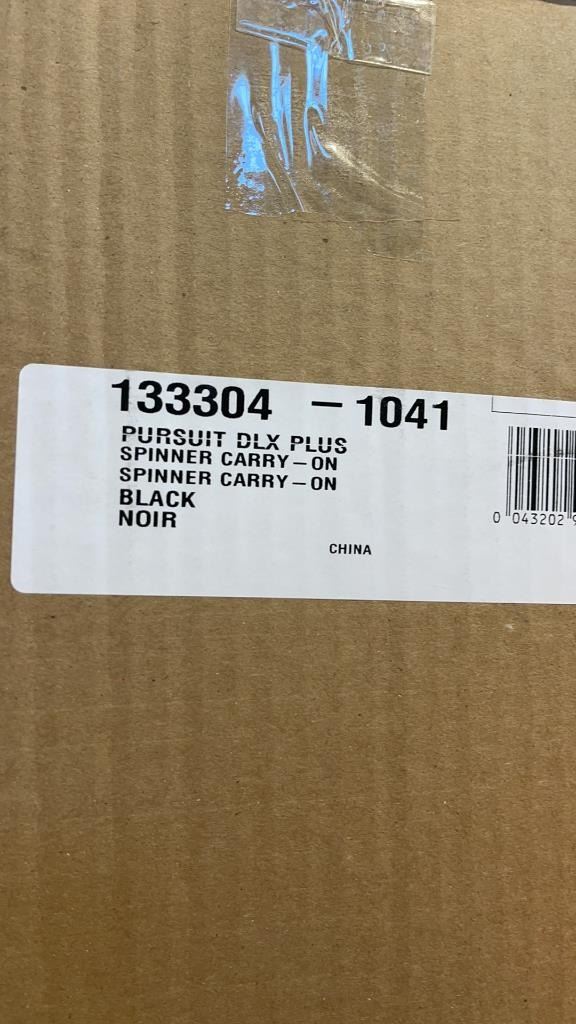 133304 – 1041
PURSUIT DLX PLUS
SPINNER CARRY – ON
SPINNER CARRY – ON
BLACK
NOIR
CHINA
0 043202